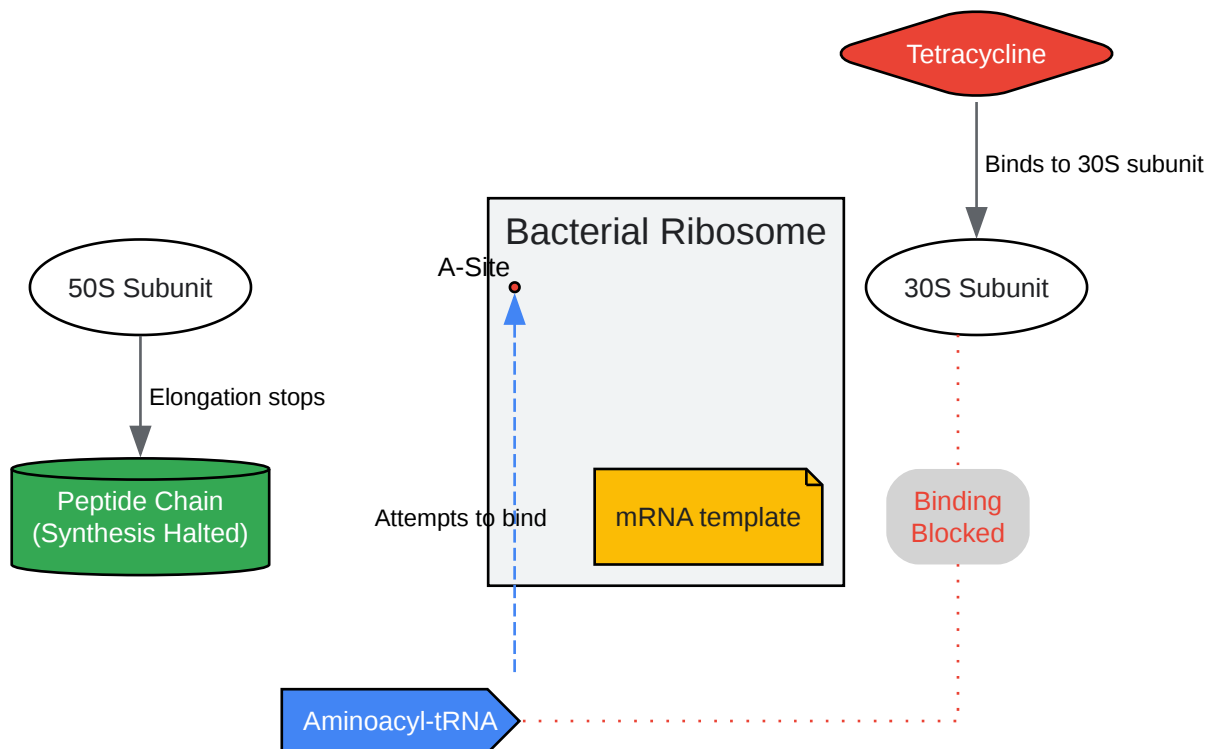 Tetracycline
Binds to 30S subunit
Bacterial Ribosome
A-Site
50S Subunit
30S Subunit
Elongation stops
Peptide Chain
(Synthesis Halted)
Attempts to bind
mRNA template
Binding
Blocked
Aminoacyl-tRNA